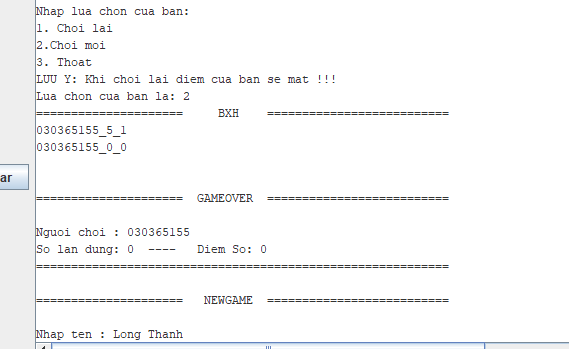 Nhap lua chon cua ban:
1. Choi lai
2.Choi moi
3. Thoat
LUU Y: Khi choi lai diem cua ban se mat !!!
Lua chon cua ban la: 2
===================== BXH ==========================
030365155_5_1
030365155_0_0
ar
===================== GAMEOVER ==========================
Nguoi choi : 030365155
So lan dung: 0 ---- Diem So: 0
===========================================================
===================== NEWGAME ==========================
Nhap ten : Long Thanh